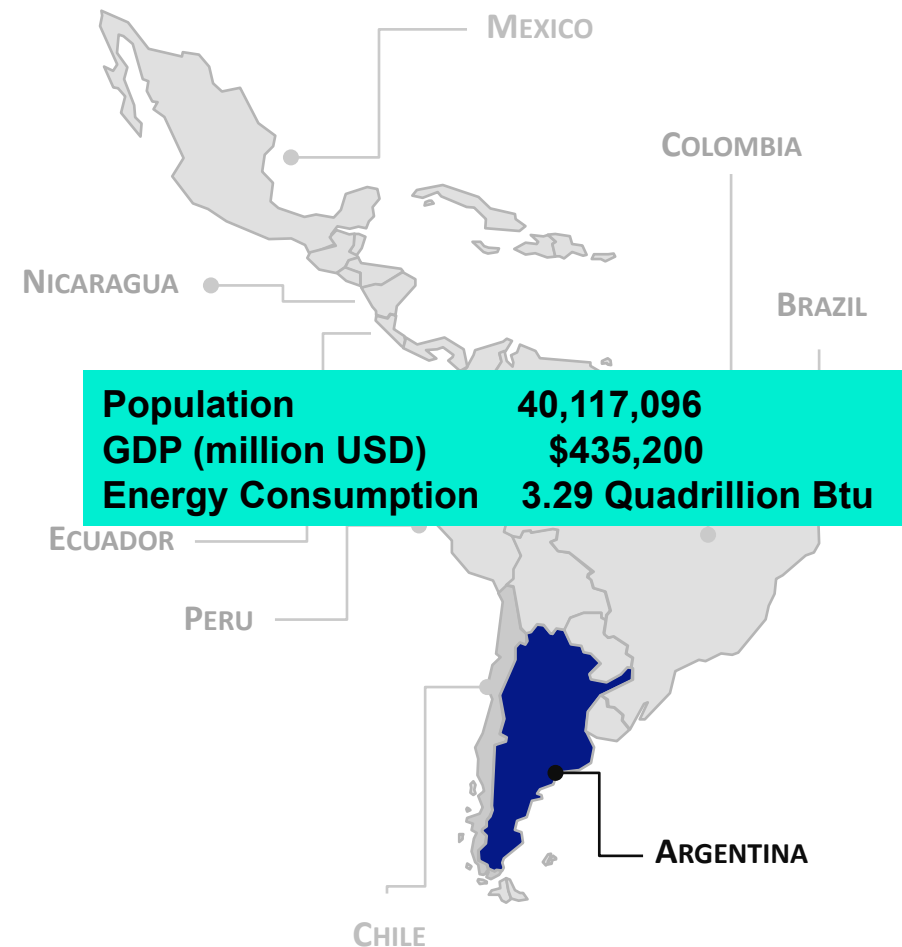 MEXICO
COLOMBIA
NICARAGUA
BRAZIL
Population 40,117,096
GDP (million USD) $435,200
Energy Consumption 3.29 Quadrillion Btu
ECUADOR
PERU
ARGENTINA
CHILE